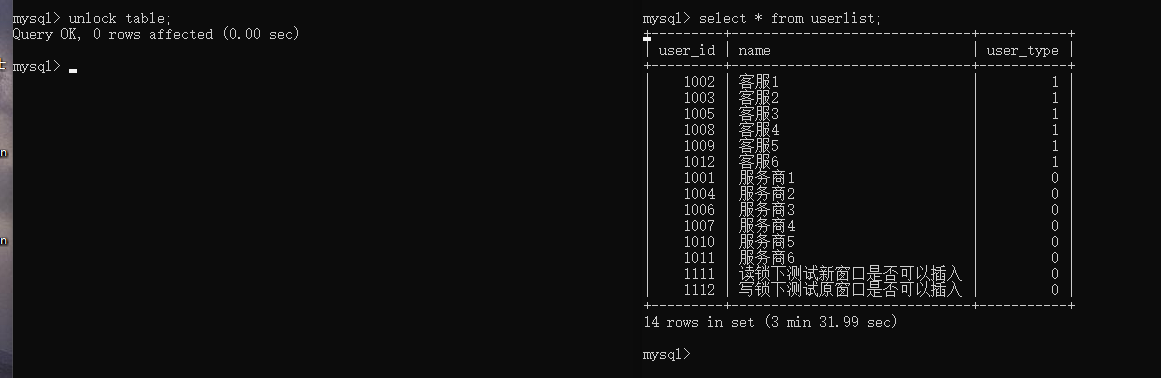 mysql> unlock table;
Query OK, 0 rows affected (0.00 sec)
mysql>
t
n
n
mysql> select * from userlist;
+---------+------------------------------+-----------+
| user_id | name | user_type |
+---------+------------------------------+-----------+
| 1002 | 客服1 | 1 |
| 1003 | 客服2 | 1 |
| 1005 | 客服3 | 1 |
| 1008 | 客服4 | 1 |
| 1009 | 客服5 | 1 |
| 1012 | 客服6 | 1 |
| 1001 | 服务商1 | 0 |
| 1004 | 服务商2 | 0 |
| 1006 | 服务商3 | 0 |
| 1007 | 服务商4 | 0 |
| 1010 | 服务商5 | 0 |
| 1011 | 服务商6 | 0 |
| 1111 | 读锁下测试新窗口是否可以插入 | 0 |
| 1112 | 写锁下测试原窗口是否可以插入 | 0 |
+---------+------------------------------+-----------+
14 rows in set (3 min 31.99 sec)
mysql>